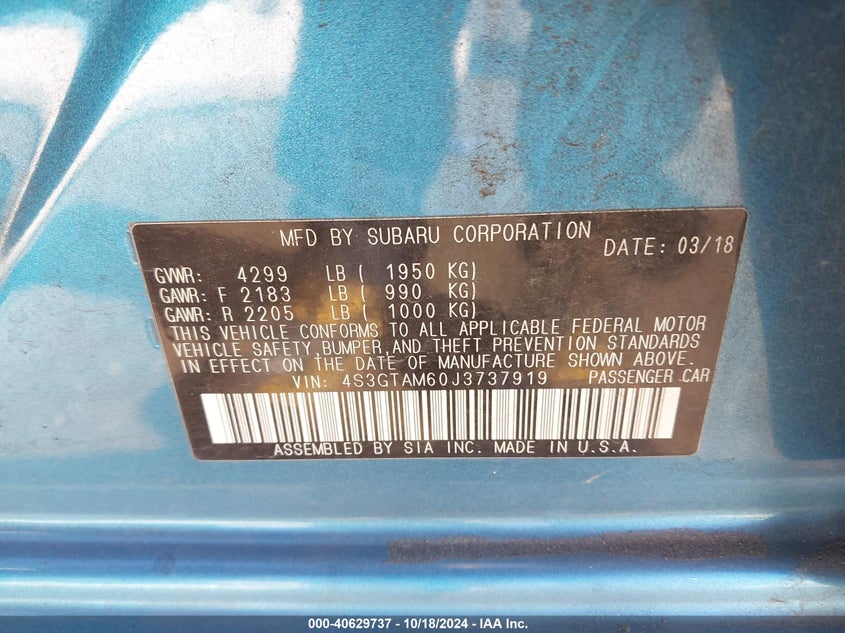 MFD BY SUBARU CORPORATION DATE: 03/18
GVWR: 4299 LB ( 1950 KG)
GAWR: F 2183 LB ( 990 KG)
GAWR: R 2205 LB ( 1000 KG)
THIS VEHICLE CONFORMS TO ALL APPLICABLE FEDERAL MOTOR
VEHICLE SAFETY,BUMPER,AND THEFT PREVENTION STANDARDS
IN EFFECT ON THE DATE OF MANUFACTURE SHOWN ABOVE.
VIN: 4S3GTAM60J3737919 PASSENGER CAR
ASSEMBLED BY SIA INC. MADE IN U.S.A.
000-40629737 - 10/18/2024 - IAA Inc.